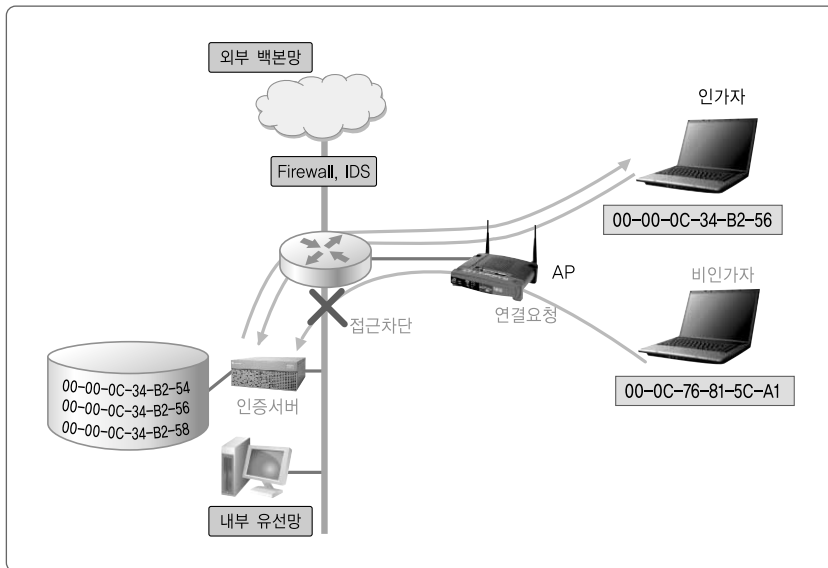 외부 백본망
인가자
Firewall, IDS
00-00-0C-34-B2-56
AP
비인가자
연결요청
접근차단
00-00-0C-34-B2-54
00-00-0C-34-B2-56
00-00-0C-34-B2-58
인증서버
00-0C-76-81-5C-A1
내부 유선망